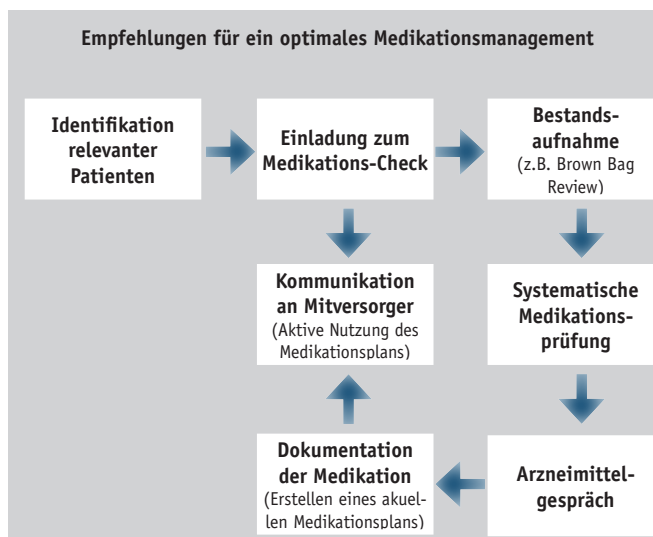 Empfehlungen für ein optimales Medikationsmanagement
Identifikation
relevanter
Patienten
Einladung zum
Medikations-Check
Bestands-
aufnahme
(z.B. Brown Bag
Review)
Kommunikation
an Mitversorger
(Aktive Nutzung des
Medikationsplans)
Systematische
Medikations-
prüfung
Dokumentation
der Medikation
(Erstellen eines akuel-
len Medikationsplans)
Arzneimittel-
gespräch